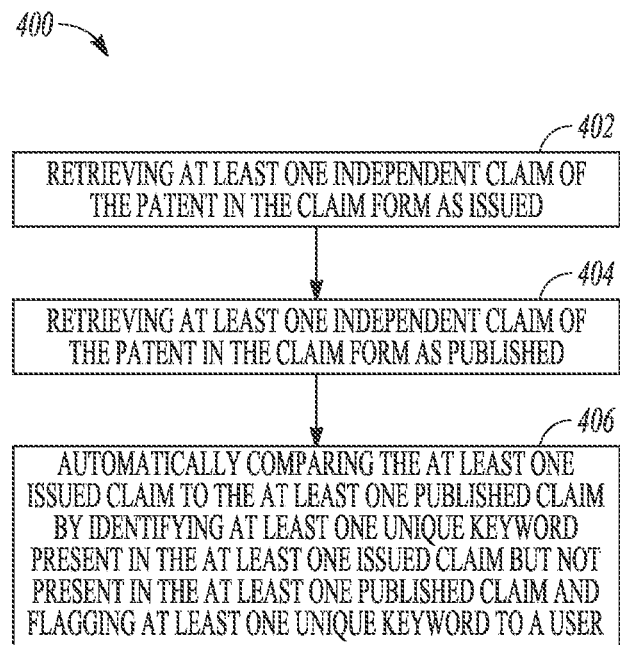 400
402
RETRIEVING AT LEAST ONE INDEPENDENT CLAIM OF
THE PATENT IN THE CLAIM FORM AS ISSUED
404
RETRIEVING AT LEAST ONE INDEPENDENT CLAIM OF
THE PATENT IN THE CLAIM FORM AS PUBLISHED
406
AUTOMATICALLY COMPARING THE AT LEAST ONE
ISSUED CLAIM TO THE AT LEAST ONE PUBLISHED CLAIM
BY IDENTIFYING AT LEAST ONE UNIQUE KEYWORD
PRESENT IN THE AT LEAST ONE ISSUED CLAIM BUT NOT
PRESENT IN THE AT LEAST ONE PUBLISHED CLAIM AND
FLAGGING AT LEAST ONE UNIQUE KEYWORD TO A USER